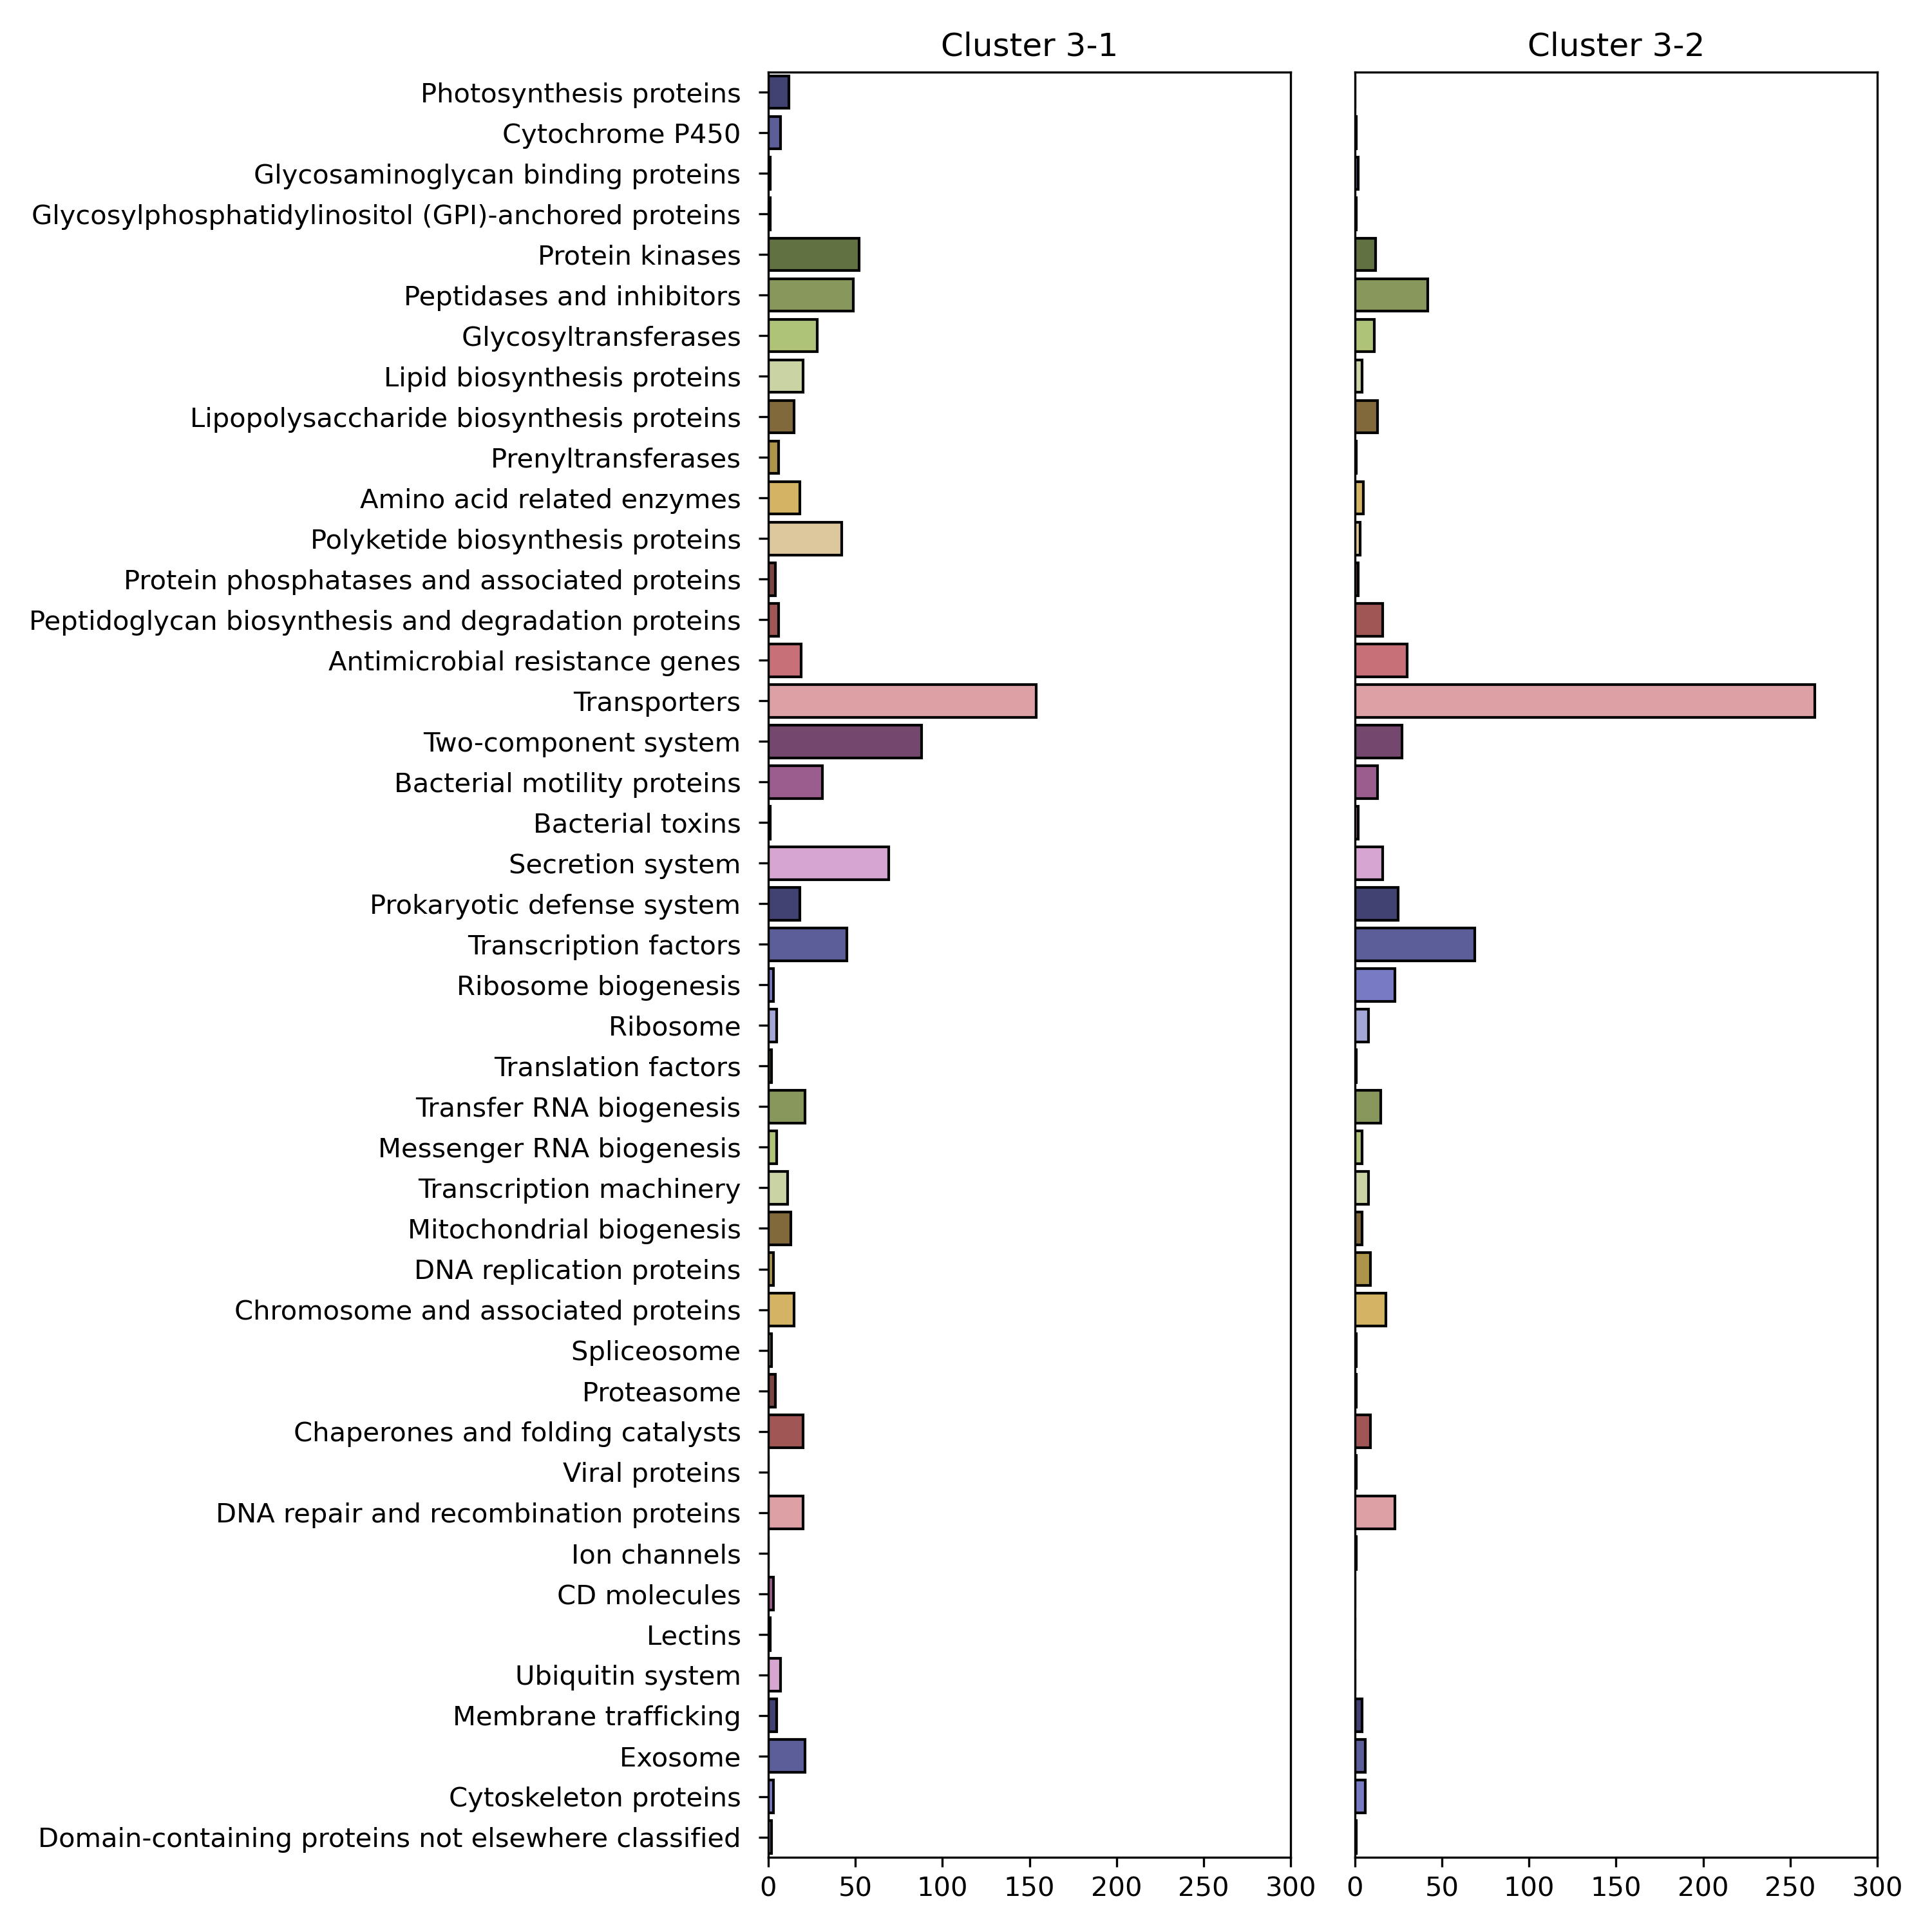 Cluster 3-1
Cluster 3-2
Photosynthesis proteins
Cytochrome P450
Glycosaminoglycan binding proteins
Glycosylphosphatidylinositol (GPI)-anchored proteins
Protein kinases
Peptidases and inhibitors
Glycosyltransferases
Lipid biosynthesis proteins
Lipopolysaccharide biosynthesis proteins
Prenyltransferases
Amino acid related enzymes
Polyketide biosynthesis proteins
Protein phosphatases and associated proteins
Peptidoglycan biosynthesis and degradation proteins
Antimicrobial resistance genes
Transporters
Two-component system
Bacterial motility proteins
Bacterial toxins
Secretion system
Prokaryotic defense system
Transcription factors
Ribosome biogenesis
Ribosome
Translation factors
Transfer RNA biogenesis
Messenger RNA biogenesis
Transcription machinery
Mitochondrial biogenesis
DNA replication proteins
Chromosome and associated proteins
Spliceosome
Proteasome
Chaperones and folding catalysts
Viral proteins
DNA repair and recombination proteins
Ion channels
CD molecules
Lectins
Ubiquitin system
Membrane trafficking
Exosome
Cytoskeleton proteins
Domain-containing proteins not elsewhere classified
0 50 100 150 200 250 300
0 50 100 150 200 250 300